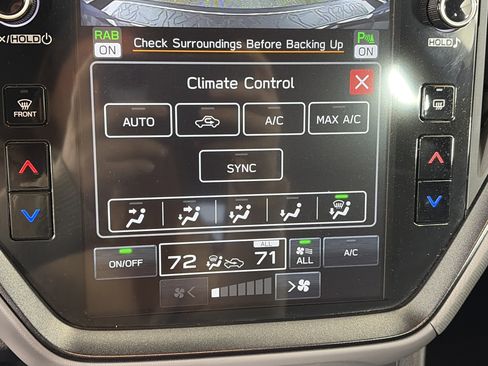 ×/HOLD
HOLD
RAB
ON
Check Surroundings Before Backing Up
P
ON
FRONT
Climate Control
AUTO
A/C
MAX A/C
SYNC
ON/OFF
72
ALL
71
ALL
A/C